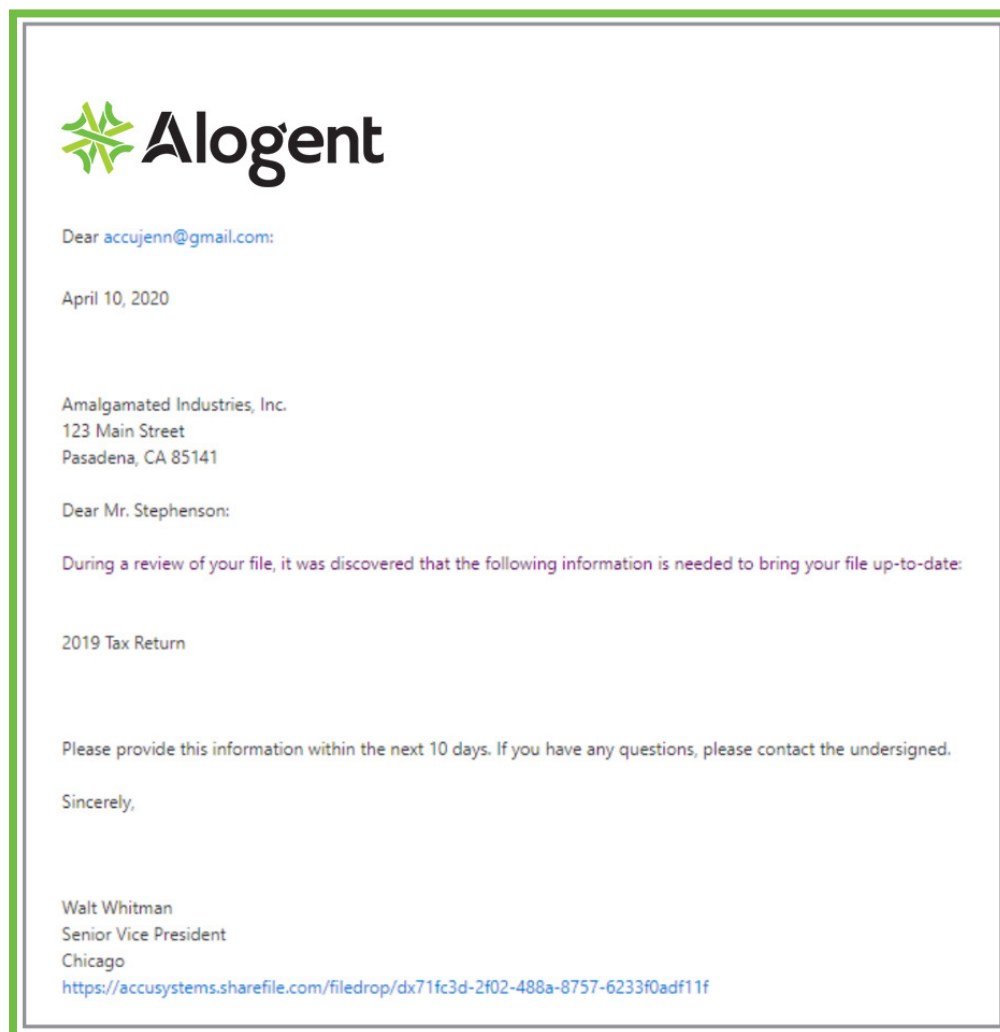 Alogent
Dear accujenn@gmail.com:
April 10, 2020
Amalgamated Industries, Inc.
123 Main Street
Pasadena, CA 85141
Dear Mr. Stephenson:
During a review of your file, it was discovered that the following information is needed to bring your file up-to-date:
2019 Tax Return
Please provide this information within the next 10 days. If you have any questions, please contact the undersigned.
Sincerely,
Walt Whitman
Senior Vice President
Chicago
https://accusystems.sharefile.com/filedrop/dx71fc3d-2f02-488a-8757-6233f0adf11f